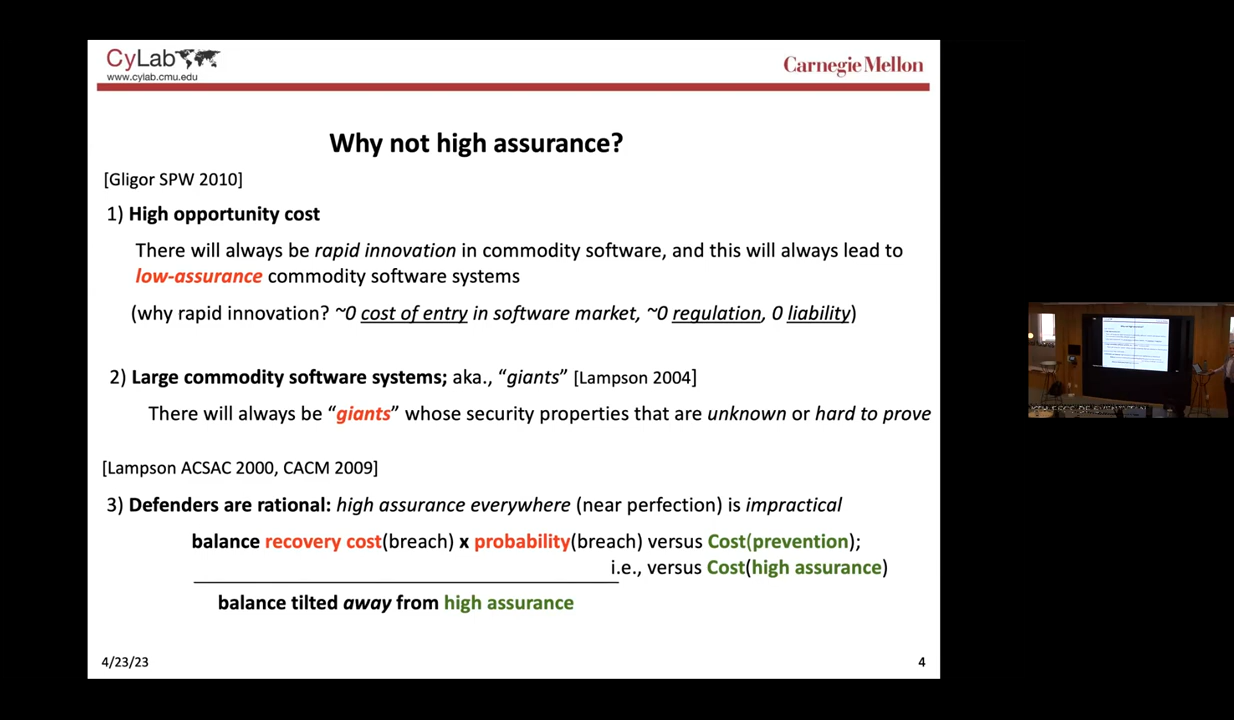 CyLab
www.cylab.cmu.edu
Carnegie Mellon
Why not high assurance?
[Gligor SPW 2010]
1) High opportunity cost
There will always be rapid innovation in commodity software, and this will always lead to
low-assurance commodity software systems
(why rapid innovation? ~0 cost of entry in software market, ~0 regulation, 0 liability)
2) Large commodity software systems; aka., “giants” [Lampson 2004]
There will always be “giants” whose security properties that are unknown or hard to prove
[Lampson ACSAC 2000, CACM 2009]
3) Defenders are rational: high assurance everywhere (near perfection) is impractical
balance recovery cost(breach) x probability(breach) versus Cost(prevention);
i.e., versus Cost(high assurance)
balance tilted away from high assurance
4/23/23
4